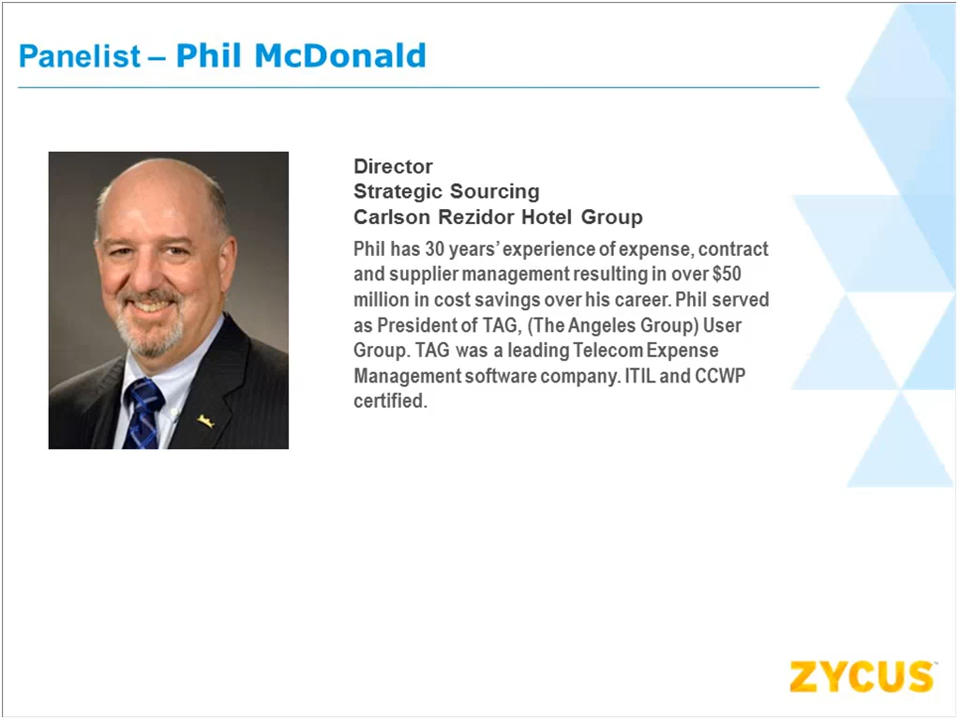 Panelist – Phil McDonald
Director
Strategic Sourcing
Carlson Rezidor Hotel Group
Phil has 30 years’ experience of expense, contract
and supplier management resulting in over $50
million in cost savings over his career. Phil served
as President of TAG, (The Angeles Group) User
Group. TAG was a leading Telecom Expense
Management software company. ITIL and CCWP
certified.
ZYCUS™